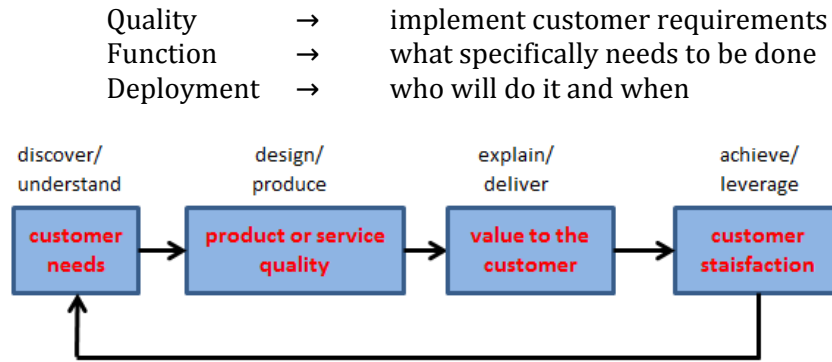 Quality → implement customer requirements
Function → what specifically needs to be done
Deployment → who will do it and when
discover/
understand
design/
produce
explain/
deliver
achieve/
leverage
customer
needs
product or service
quality
value to the
customer
customer
staisfaction